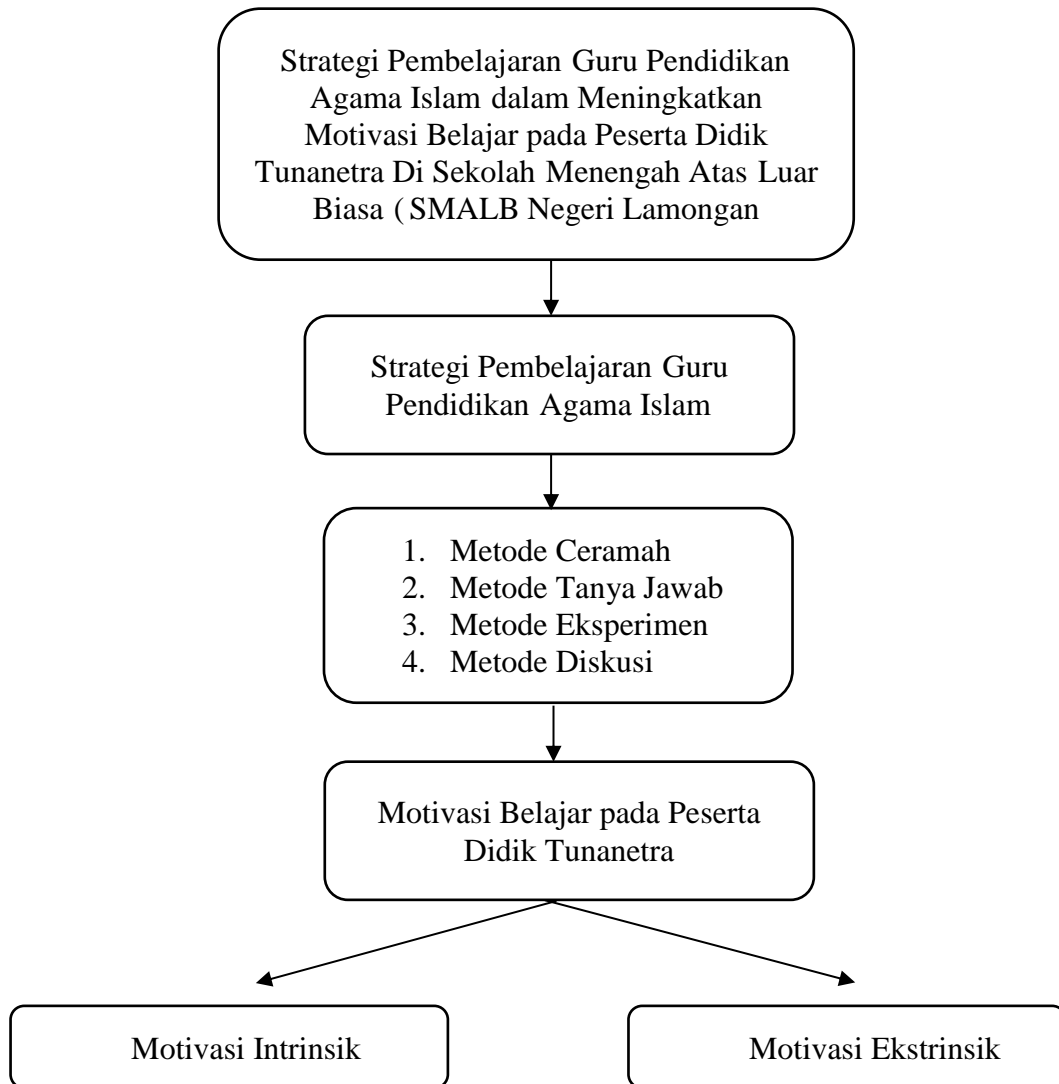 Strategi Pembelajaran Guru Pendidikan
Agama Islam dalam Meningkatkan
Motivasi Belajar pada Peserta Didik
Tunanetra Di Sekolah Menengah Atas Luar
Biasa ( SMALB Negeri Lamongan
Strategi Pembelajaran Guru
Pendidikan Agama Islam
1. Metode Ceramah
2. Metode Tanya Jawab
3. Metode Eksperimen
4. Metode Diskusi
Motivasi Belajar pada Peserta
Didik Tunanetra
Motivasi Intrinsik
Motivasi Ekstrinsik